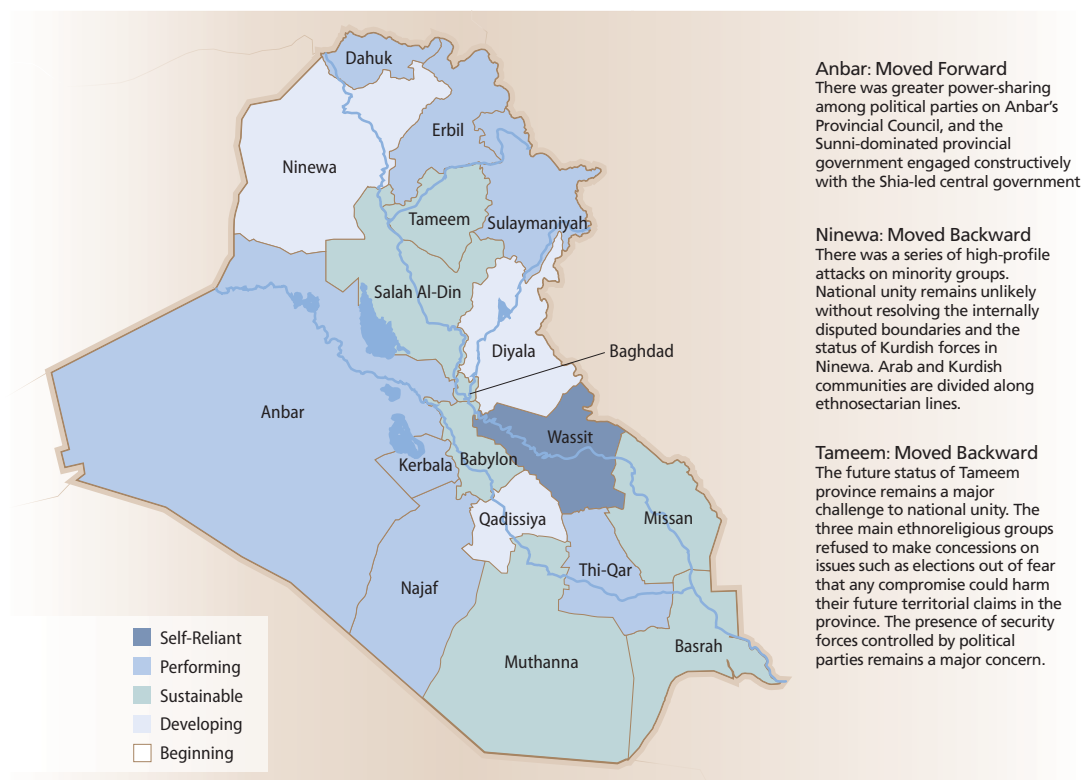 Dahuk
Erbil
Ninewa
Tameem
Sulaymaniyah
Salah Al-Din
Diyala
Baghdad
Anbar
Wassit
Kerbala
Babylon
Qadissiya
Missan
Thi-Qar
Najaf
Basrah
Muthanna
Self-Reliant
Performing
Sustainable
Developing
Beginning
Anbar: Moved Forward
There was greater power-sharing
among political parties on Anbar's
Provincial Council, and the
Sunni-dominated provincial
government engaged constructively
with the Shia-led central government
Ninewa: Moved Backward
There was a series of high-profile
attacks on minority groups.
National unity remains unlikely
without resolving the internally
disputed boundaries and the
status of Kurdish forces in
Ninewa. Arab and Kurdish
communities are divided along
ethnosectarian lines.
Tameem: Moved Backward
The future status of Tameem
province remains a major
challenge to national unity. The
three main ethnoreligious groups
refused to make concessions on
issues such as elections out of fear
that any compromise could harm
their future territorial claims in the
province. The presence of security
forces controlled by political
parties remains a major concern.